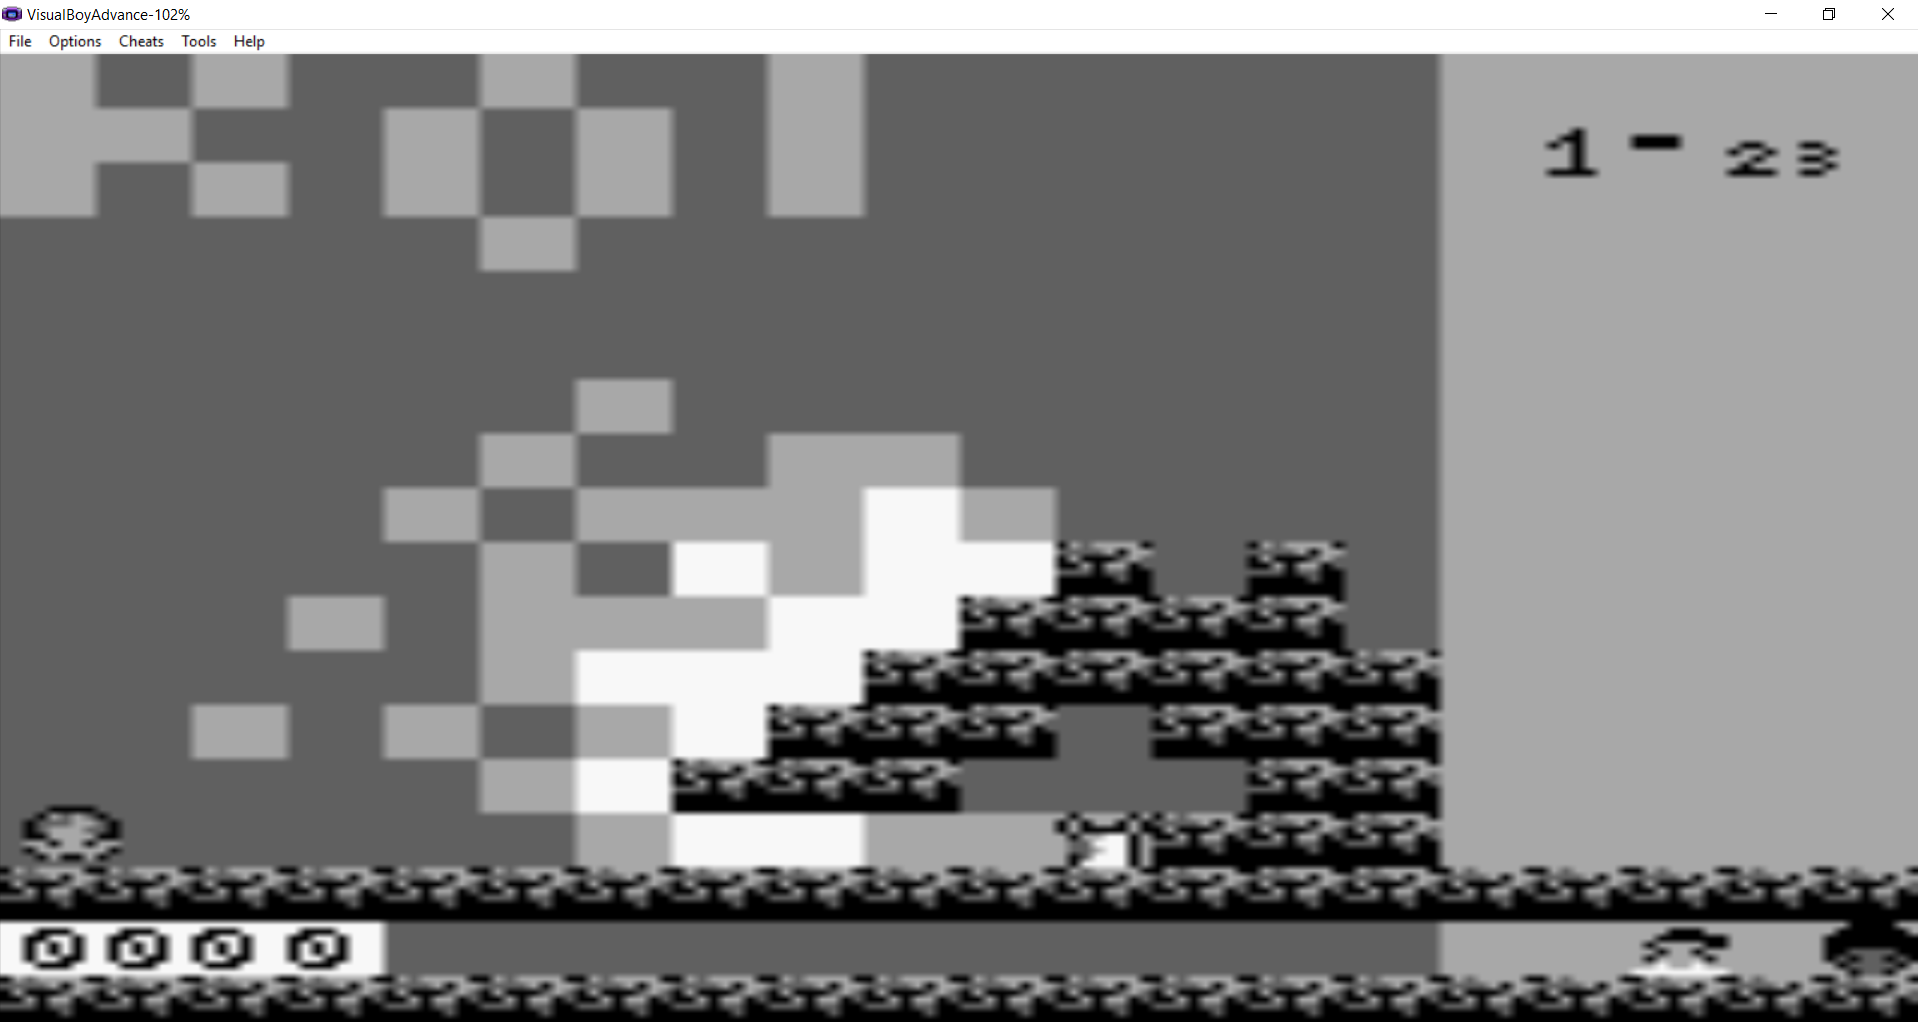 VisualBoyAdvance-102%
File Options Cheats Tools Help
1 - 23